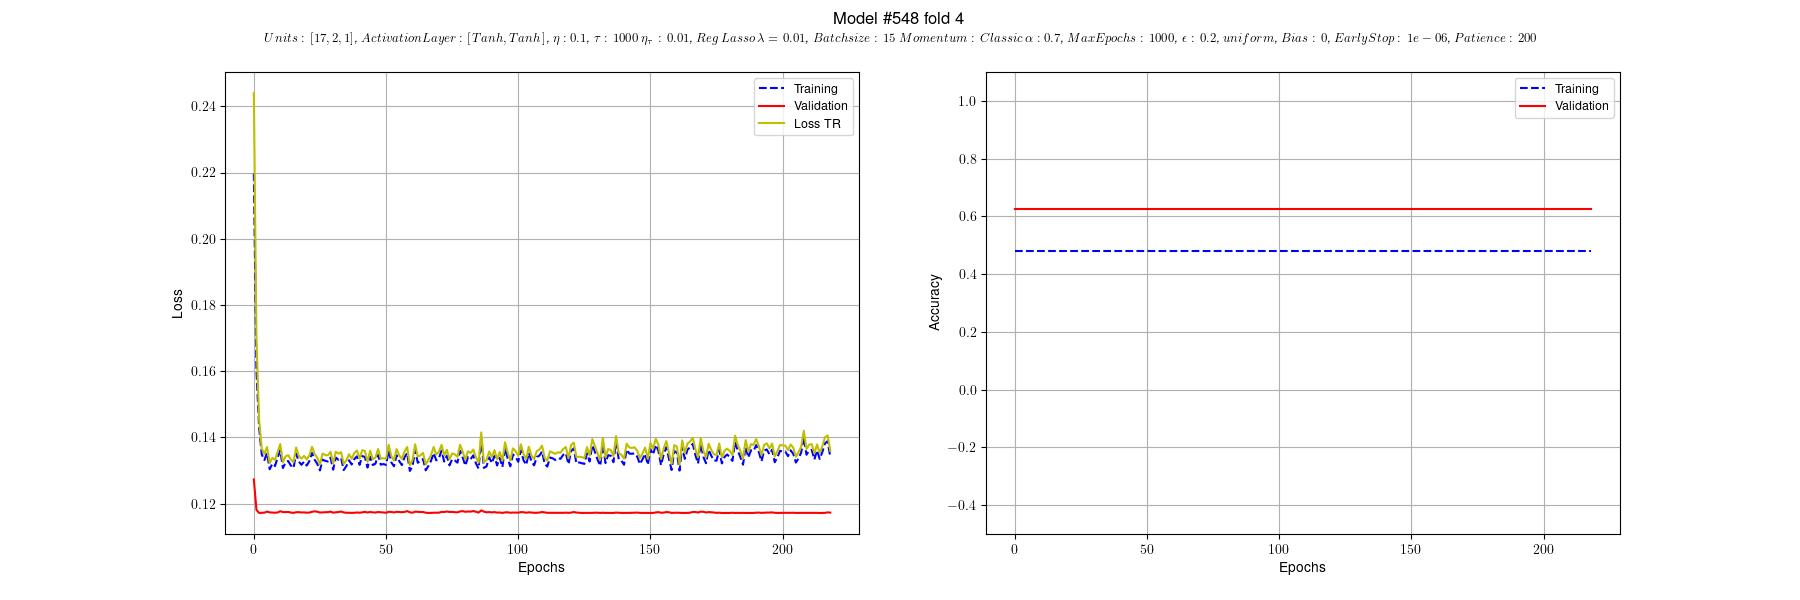 Model #548 fold 4
Units : [17, 2, 1], ActivationLayer : [Tanh, Tanh], η : 0.1, τ : 1000 ητ : 0.01, Reg Lasso λ = 0.01, Batchsize : 15 Momentum : Classic α : 0.7, MaxEpochs : 1000, ϵ : 0.2, uniform, Bias : 0, EarlyStop : 1e − 06, Patience : 200
Loss
0.24
0.22
0.20
0.18
0.16
0.14
0.12
Training
Validation
Loss TR
0 50 100 150 200
Epochs
Accuracy
1.0
0.8
0.6
0.4
0.2
0.0
−0.2
−0.4
Training
Validation
0 50 100 150 200
Epochs